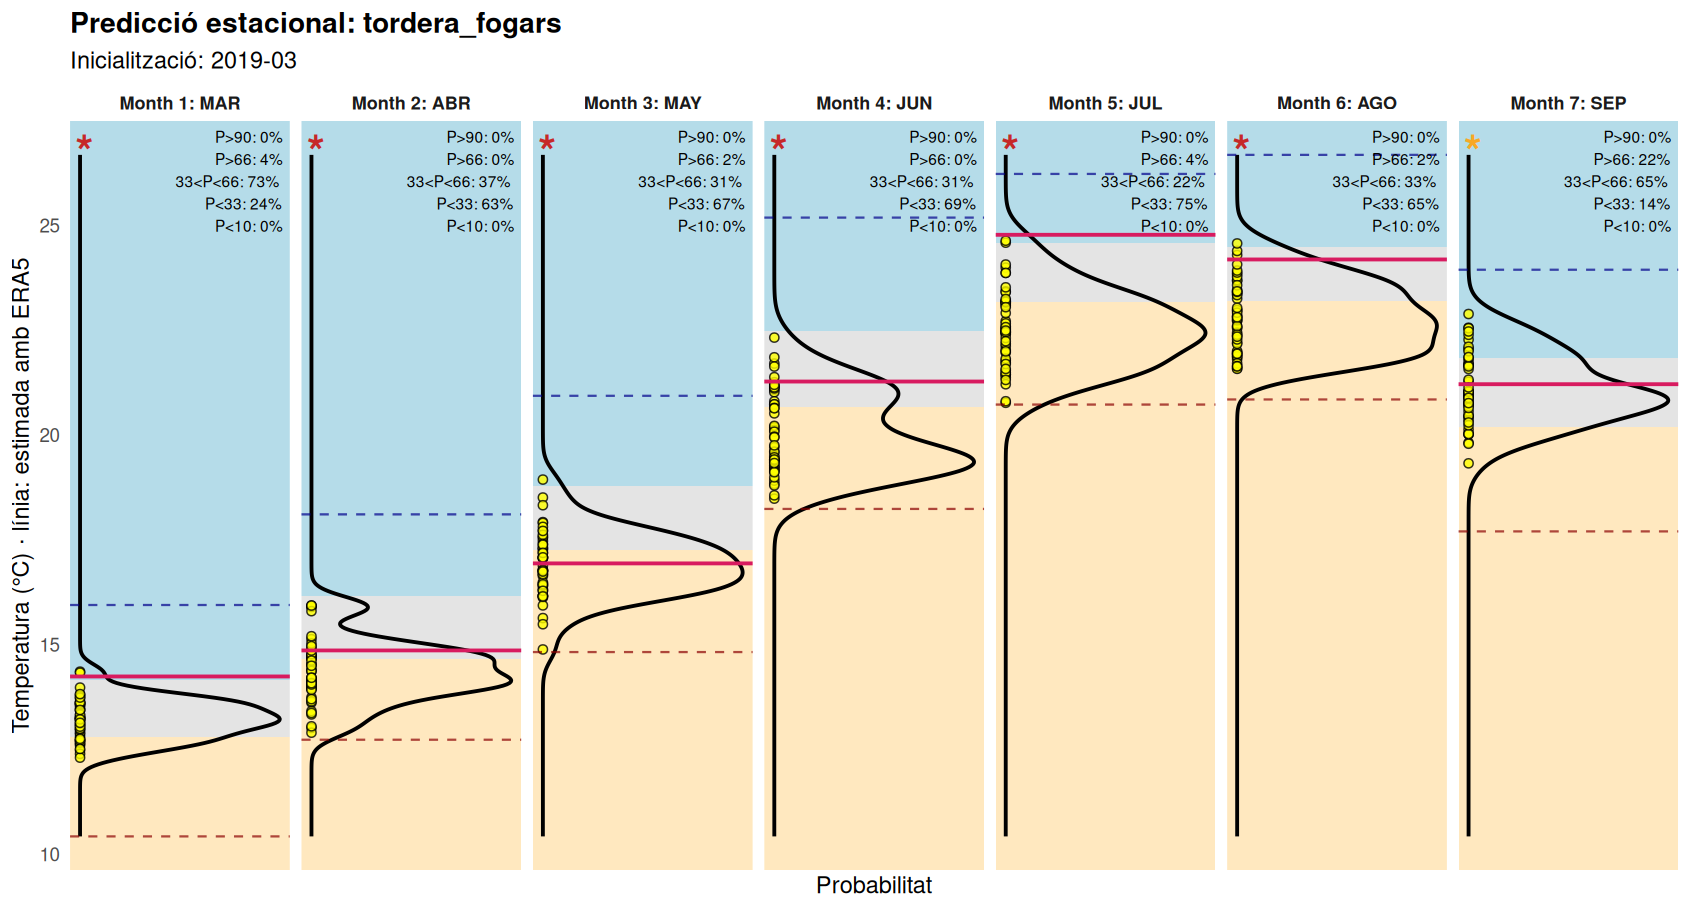 Predicció estacional: tordera_fogars
Inicialització: 2019-03
Month 1: MAR
Month 2: ABR
Month 3: MAY
Month 4: JUN
Month 5: JUL
Month 6: AGO
Month 7: SEP
*
P>90: 0%
P>66: 4%
33<P<66: 73%
P<33: 24%
P<10: 0%
*
P>90: 0%
P>66: 0%
33<P<66: 37%
P<33: 63%
P<10: 0%
*
P>90: 0%
P>66: 2%
33<P<66: 31%
P<33: 67%
P<10: 0%
*
P>90: 0%
P>66: 0%
33<P<66: 31%
P<33: 69%
P<10: 0%
*
P>90: 0%
P>66: 4%
33<P<66: 22%
P<33: 75%
P<10: 0%
*
P>90: 0%
P>66: 2%
33<P<66: 33%
P<33: 65%
P<10: 0%
*
P>90: 0%
P>66: 22%
33<P<66: 65%
P<33: 14%
P<10: 0%
25
20
15
10
Temperatura (°C) · línia: estimada amb ERA5
Probabilitat